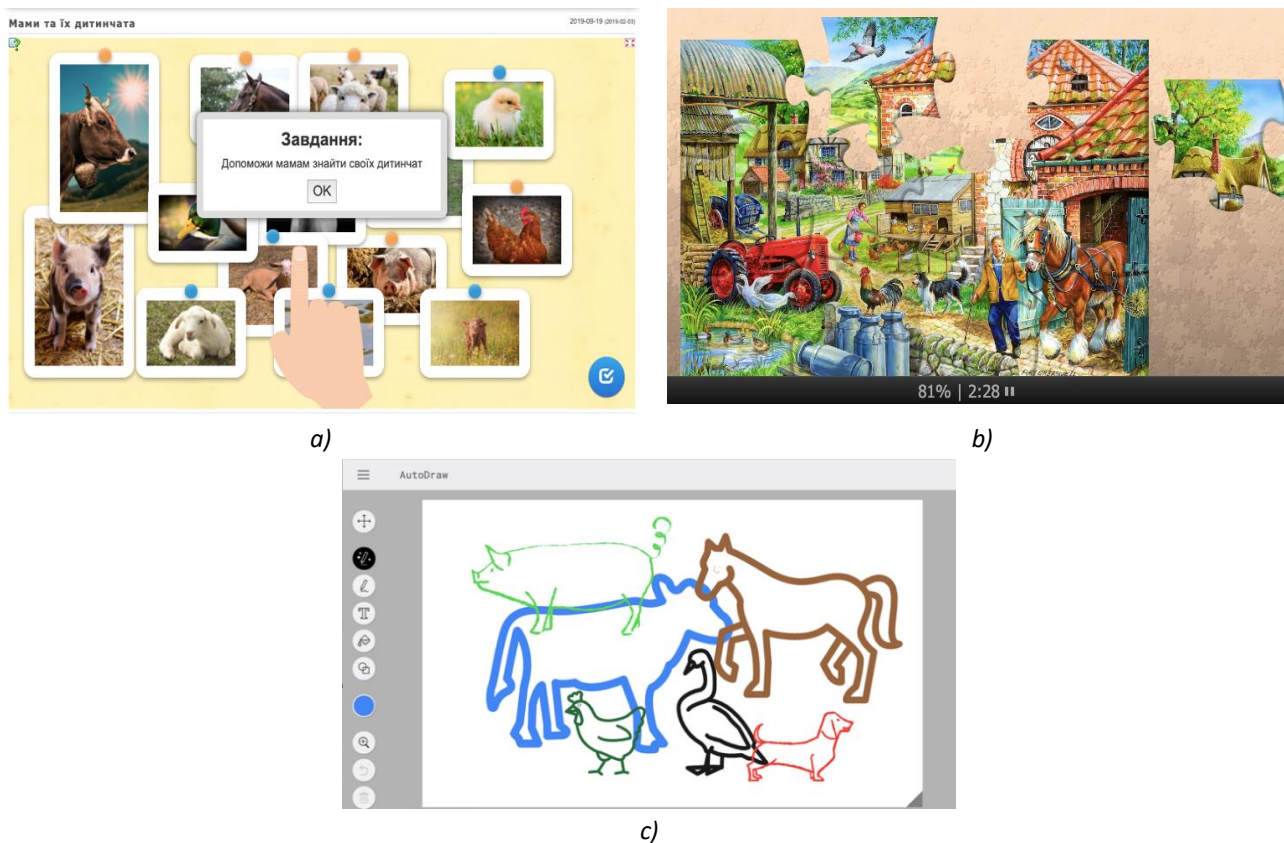 Мами та їх дитинчата
2019-09-19 (2019-02-03)
Завдання:
Допоможи мамам знайти своїх дитинчат
OK
81% | 2:28
a)
b)
AutoDraw
T
c)